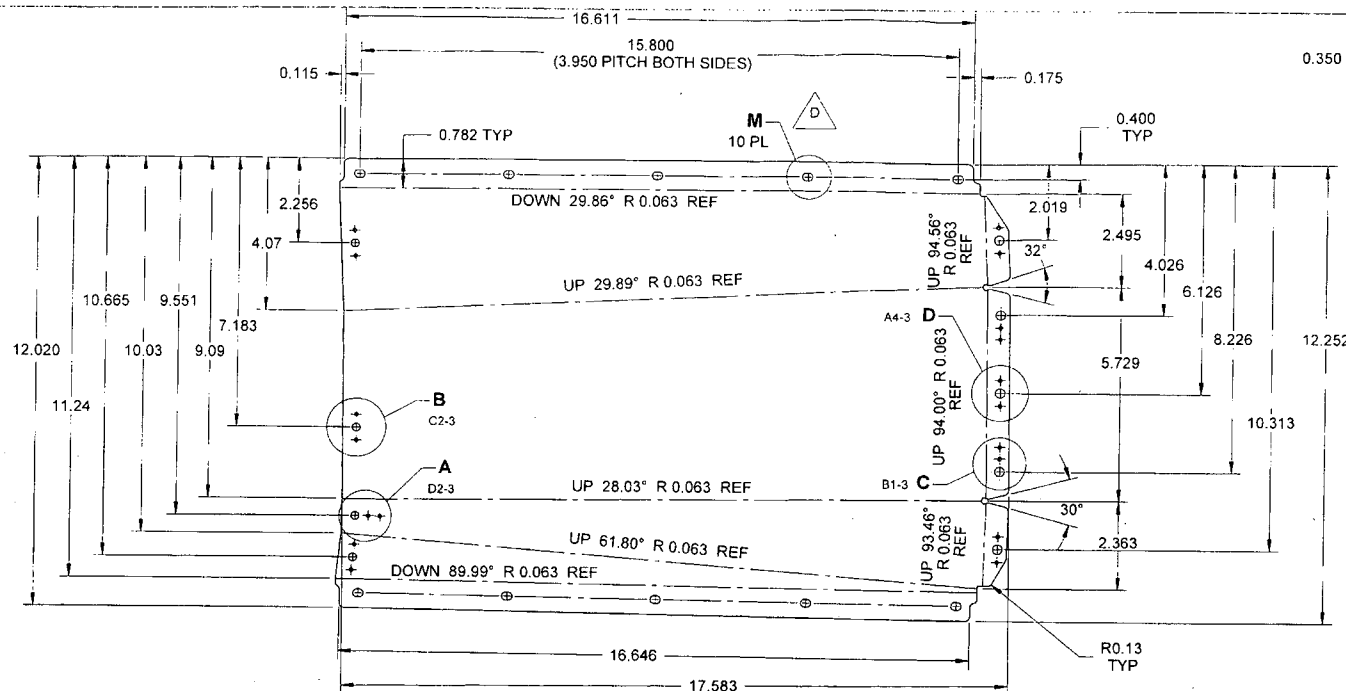 16.611
15.800
(3.950 PITCH BOTH SIDES)
0.350
0.115
0.175
D
M
10 PL
0.782 TYP
0.400
TYP
DOWN 29.86° R 0.063 REF
2.256
2.019
2.495
4.07
UP 94.56°
R 0.063
REF
32°
4.026
UP 29.89° R 0.063 REF
6.126
10.665
9.551
7.183
A4-3 D
8.226
12.020
10.03
9.09
12.252
5.729
UP 94.00° R 0.063
REF
11.24
B
C2-3
10.313
A
D2-3
UP 28.03° R 0.063 REF
B1-3 C
30°
UP 61.80° R 0.063 REF
UP 93.46°
R 0.063
REF
2.363
DOWN 89.99° R 0.063 REF
16.646
R0.13
TYP
17.583